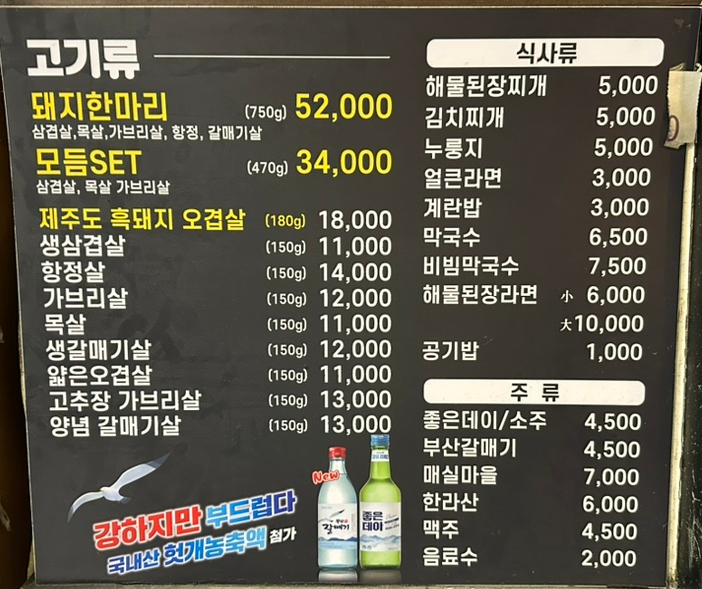 고기류
돼지한마리 (750g) 52,000
삼겹살,목살,가브리살, 항정, 갈매기살
모듬SET (470g) 34,000
삼겹살, 목살 가브리살
제주도 흑돼지 오겹살 (180g) 18,000
생삼겹살 (150g) 11,000
항정살 (150g) 14,000
가브리살 (150g) 12,000
목살 (150g) 11,000
생갈매기살 (150g) 12,000
얇은오겹살 (150g) 11,000
고추장 가브리살 (150g) 13,000
양념 갈매기살 (150g) 13,000
강하지만 부드럽다
국내산 헛개농축액 첨가
New
갈매기
좋은
데이
식사류
해물된장찌개 5,000
김치찌개 5,000
누룽지 5,000
얼큰라면 3,000
계란밥 3,000
막국수 6,500
비빔막국수 7,500
해물된장라면 小 6,000
大 10,000
공기밥 1,000
주 류
좋은데이/소주 4,500
부산갈매기 4,500
매실마을 7,000
한라산 6,000
맥주 4,500
음료수 2,000